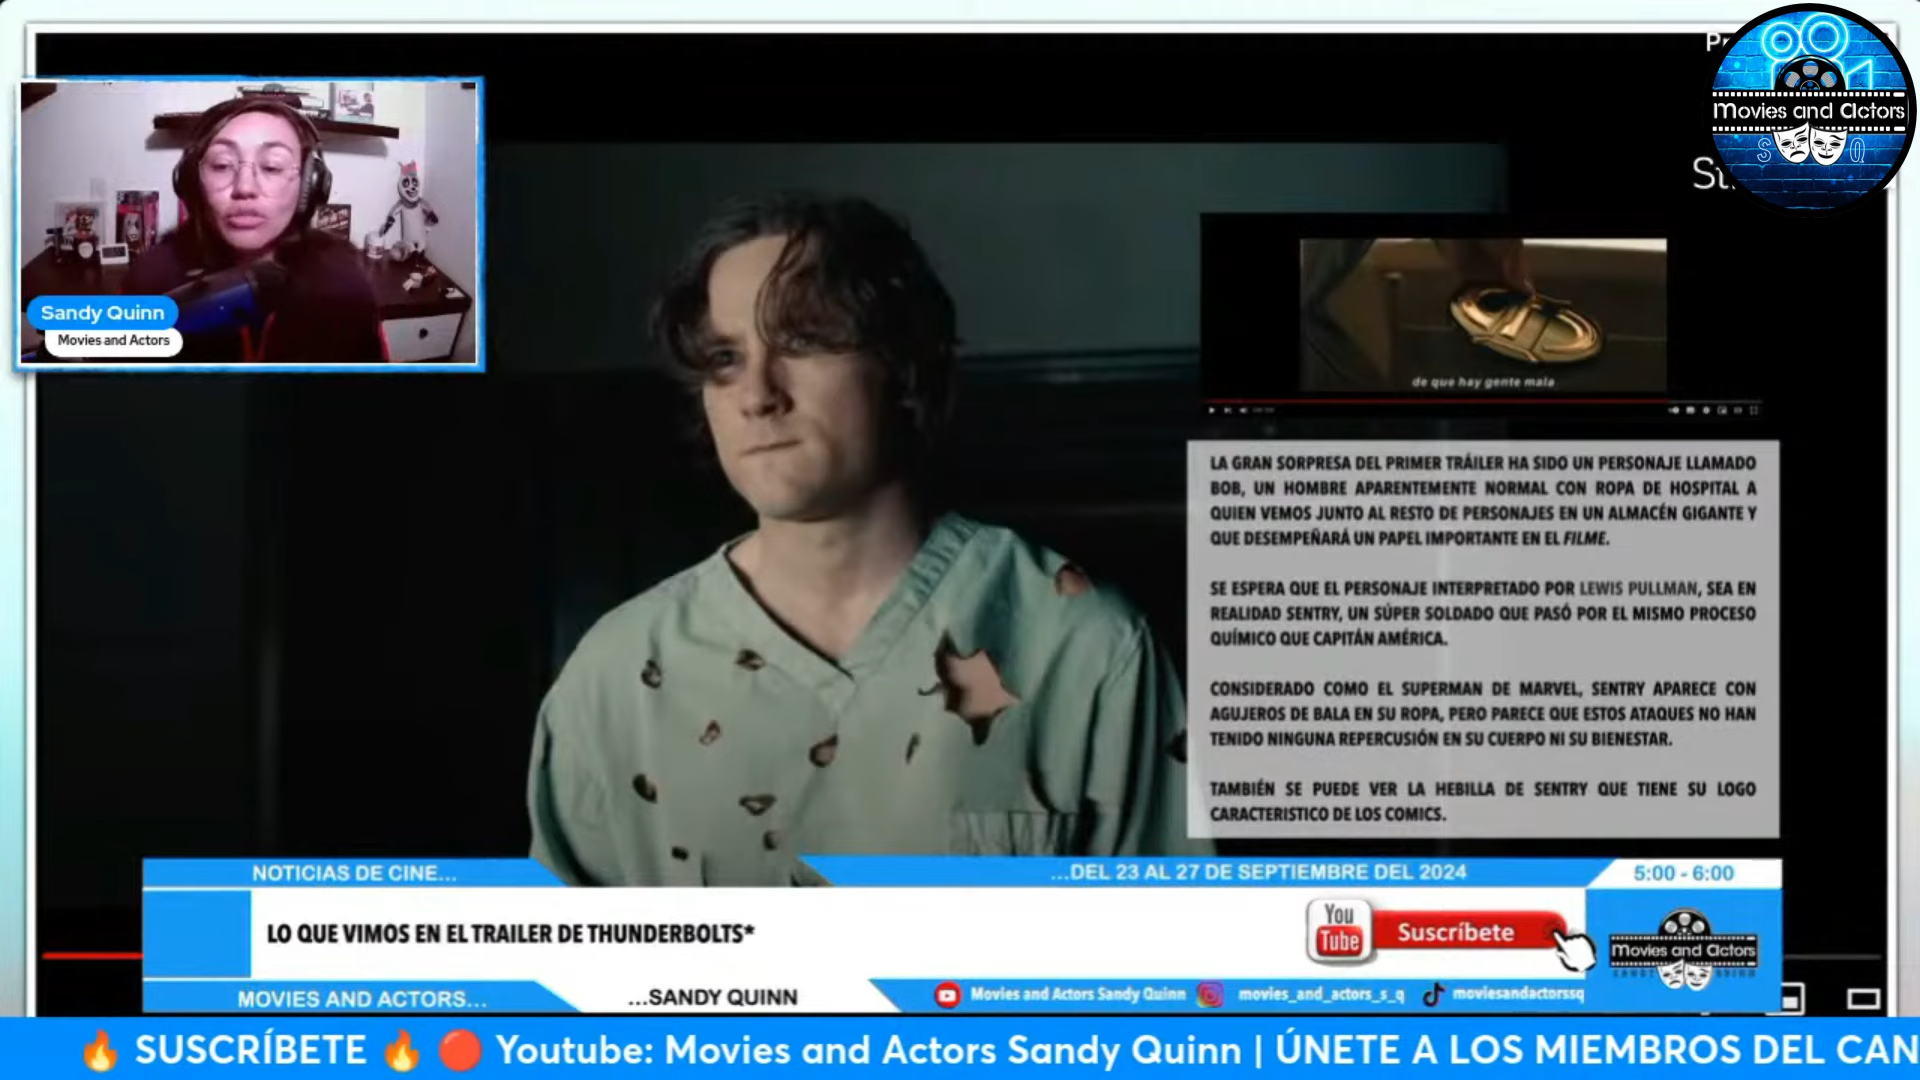 Movies and Actors
S Q
Sandy Quinn
Movies and Actors
de que hay gente mala
LA GRAN SORPRESA DEL PRIMER TRÁILER HA SIDO UN PERSONAJE LLAMADO
BOB, UN HOMBRE APARENTEMENTE NORMAL CON ROPA DE HOSPITAL A
QUIEN VEMOS JUNTO AL RESTO DE PERSONAJES EN UN ALMACÉN GIGANTE Y
QUE DESEMPEÑARÁ UN PAPEL IMPORTANTE EN EL FILME.
SE ESPERA QUE EL PERSONAJE INTERPRETADO POR LEWIS PULLMAN, SEA EN
REALIDAD SENTRY, UN SÚPER SOLDADO QUE PASÓ POR EL MISMO PROCESO
QUÍMICO QUE CAPITÁN AMÉRICA.
CONSIDERADO COMO EL SUPERMAN DE MARVEL, SENTRY APARECE CON
AGUJEROS DE BALA EN SU ROPA, PERO PARECE QUE ESTOS ATAQUES NO HAN
TENIDO NINGUNA REPERCUSIÓN EN SU CUERPO NI SU BIENESTAR.
TAMBIÉN SE PUEDE VER LA HEBILLA DE SENTRY QUE TIENE SU LOGO
CARACTERISTICO DE LOS COMICS.
NOTICIAS DE CINE... ...DEL 23 AL 27 DE SEPTIEMBRE DEL 2024 5:00 - 6:00
LO QUE VIMOS EN EL TRAILER DE THUNDERBOLTS*
You Tube Suscríbete
Movies and Actors
MOVIES AND ACTORS... ...SANDY QUINN Movies and Actors Sandy Quinn movies_and_actors_s_q moviesandactorssq
🔥 SUSCRÍBETE 🔥 🔴 Youtube: Movies and Actors Sandy Quinn | ÚNETE A LOS MIEMBROS DEL CAN